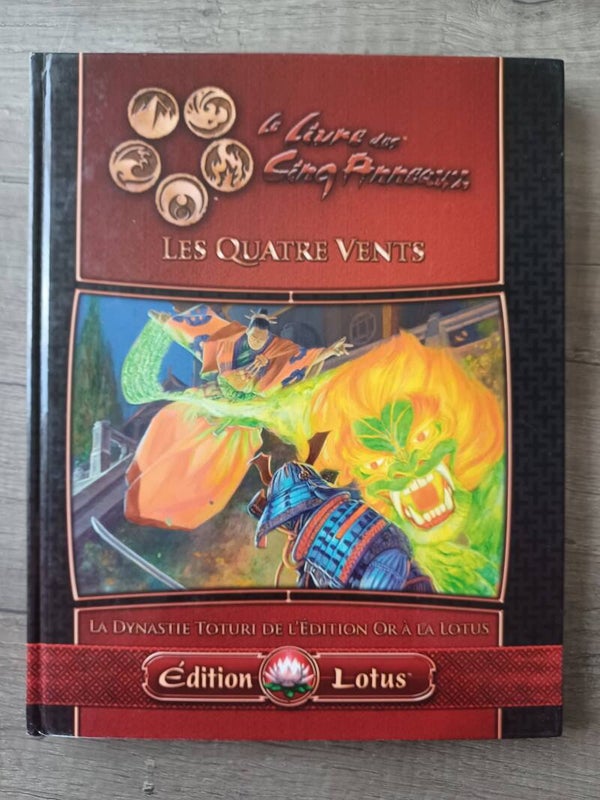 Le Livre des
Cinq Anneaux
LES QUATRE VENTS
LA DYNASTIE TOTURI DE L'EDITION OR À LA LOTUS
Édition Lotus